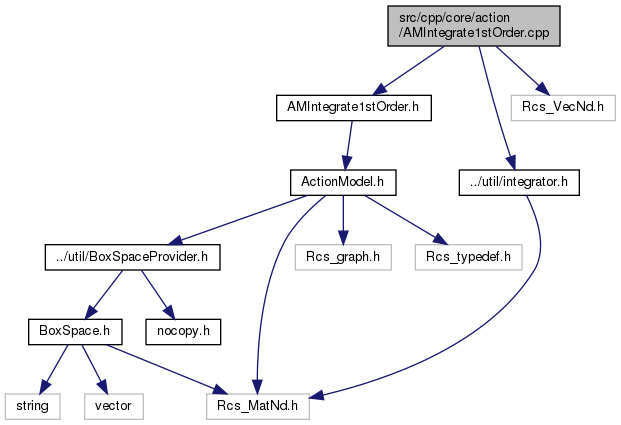 src/cpp/core/action
/AMIntegrate1stOrder.cpp
AMIntegrate1stOrder.h
Rcs_VecNd.h
ActionModel.h
../util/integrator.h
../util/BoxSpaceProvider.h
Rcs_graph.h
Rcs_typedef.h
BoxSpace.h
nocopy.h
string
vector
Rcs_MatNd.h